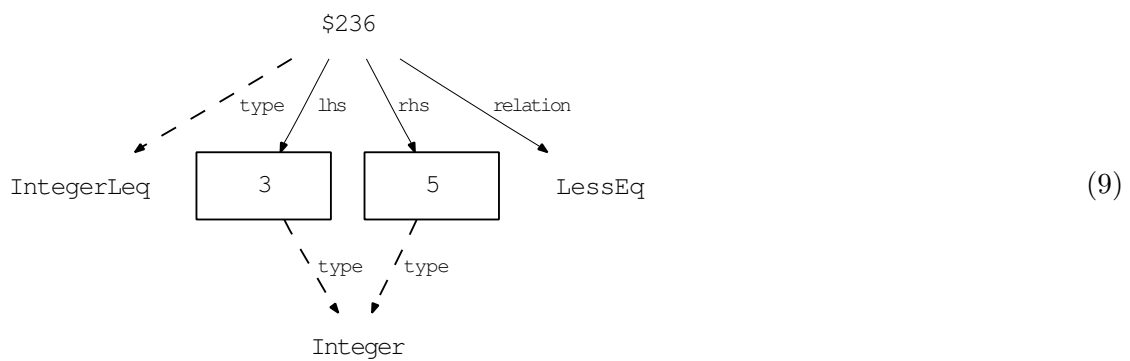 $236
type lhs rhs relation
IntegerLeq 3 5 LessEq (9)
type type
Integer